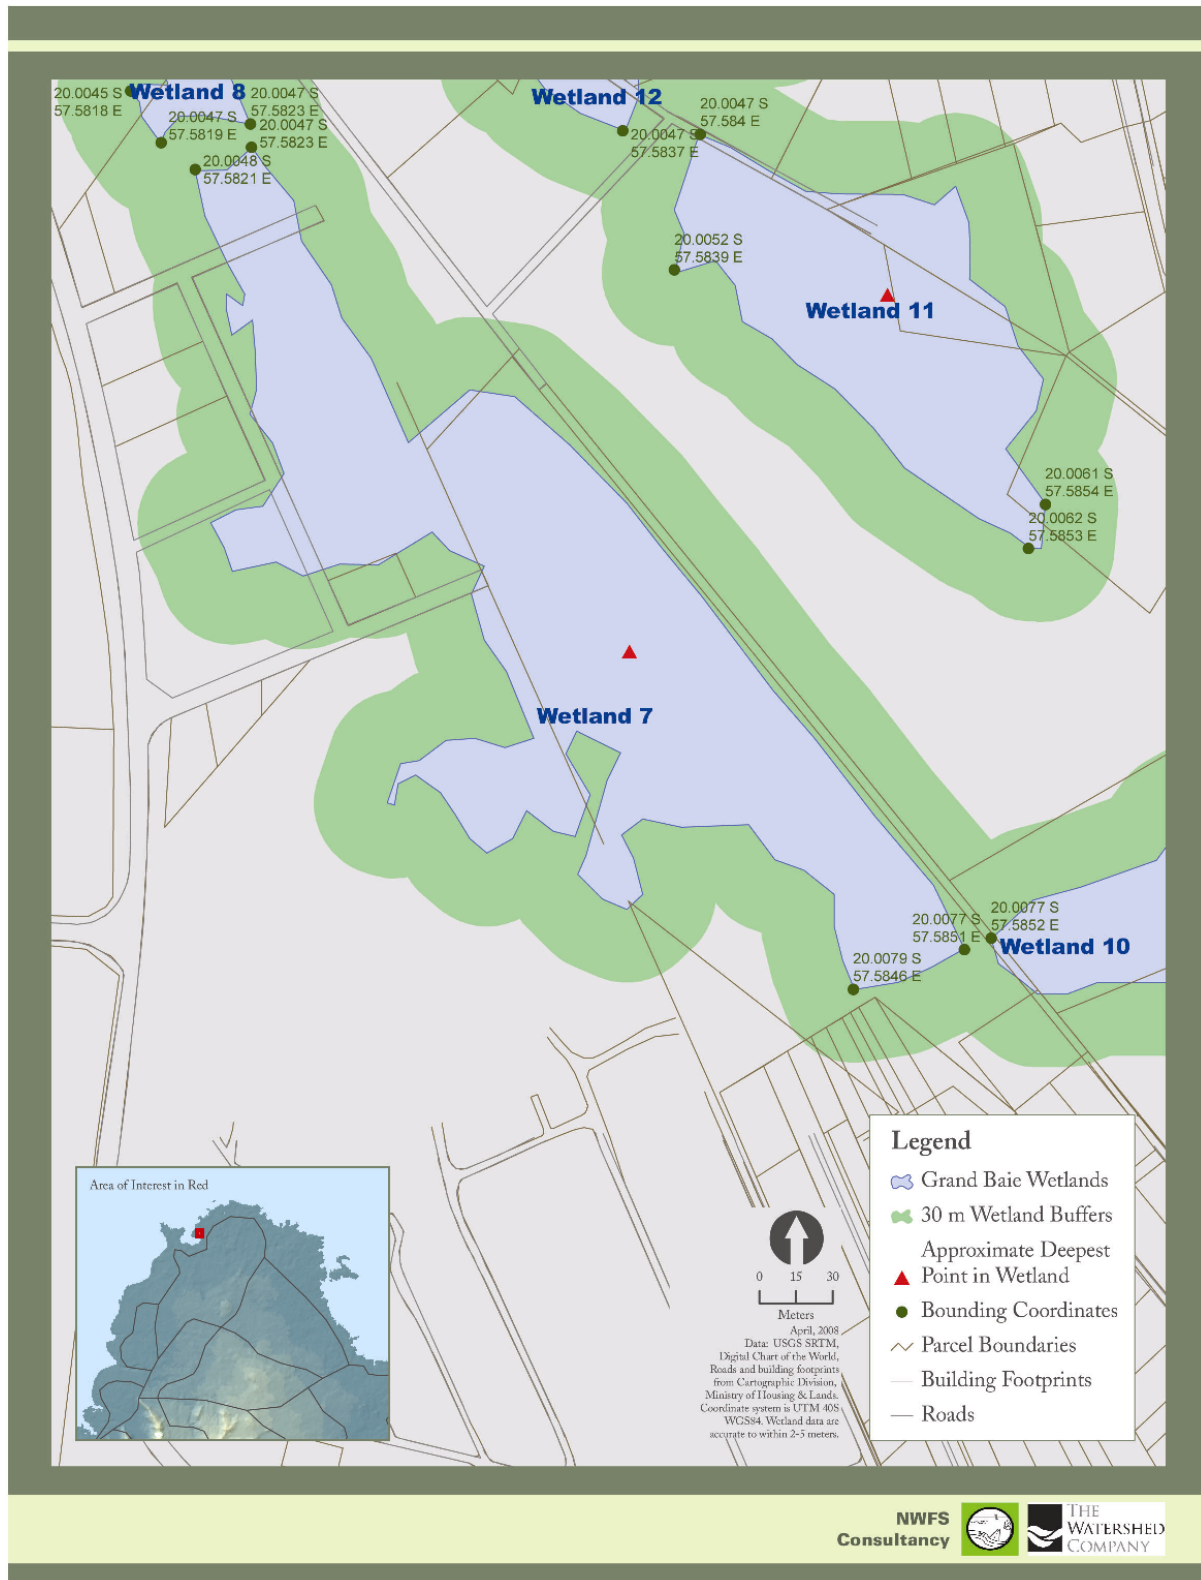 20.0045 S
57.5818 E
Wetland 8
20.0047 S
57.5823 E
20.0047 S
57.5819 E
20.0047 S
57.5823 E
20.0048 S
57.5821 E
Wetland 12
20.0047 S
57.584 E
20.0047 S
57.5837 E
20.0052 S
57.5839 E
Wetland 11
20.0061 S
57.5854 E
20.0062 S
57.5853 E
Wetland 7
20.0077 S
57.5852 E
20.0077 S
57.5851 E
Wetland 10
20.0079 S
57.5846 E
Area of Interest in Red
0 15 30
Meters
April, 2008
Data: USGS SRTM,
Digital Chart of the World,
Roads and building footprints
from Cartographic Division,
Ministry of Housing & Lands.
Coordinate system is UTM 40S
WGS84. Wetland data are
accurate to within 2-5 meters.
Legend
Grand Baie Wetlands
30 m Wetland Buffers
Approximate Deepest
Point in Wetland
Bounding Coordinates
Parcel Boundaries
Building Footprints
Roads
NWFS
Consultancy
THE
WATERSHED
COMPANY